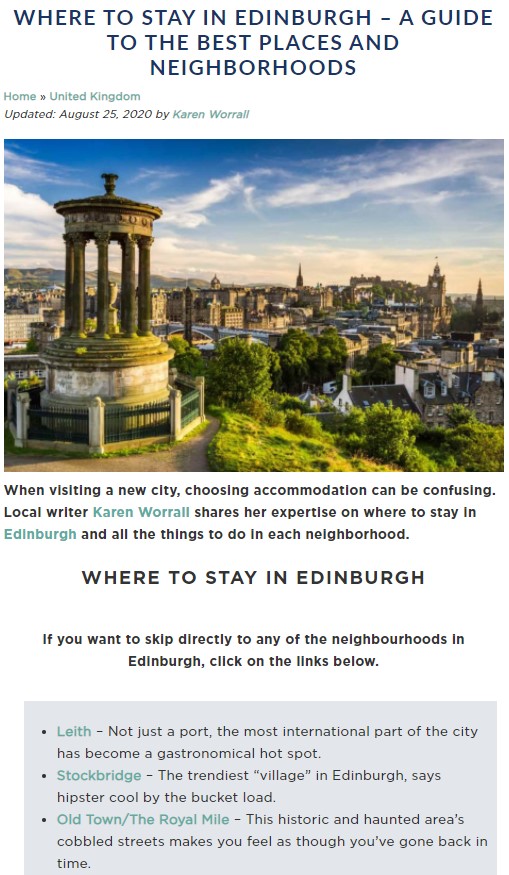 WHERE TO STAY IN EDINBURGH – A GUIDE
TO THE BEST PLACES AND
NEIGHBORHOODS
Home » United Kingdom
Updated: August 25, 2020 by Karen Worrall
When visiting a new city, choosing accommodation can be confusing.
Local writer Karen Worrall shares her expertise on where to stay in
Edinburgh and all the things to do in each neighborhood.
WHERE TO STAY IN EDINBURGH
If you want to skip directly to any of the neighbourhoods in
Edinburgh, click on the links below.
• Leith – Not just a port, the most international part of the city
has become a gastronomical hot spot.
• Stockbridge – The trendiest “village” in Edinburgh, says
hipster cool by the bucket load.
• Old Town/The Royal Mile – This historic and haunted area’s
cobbled streets makes you feel as though you’ve gone back in
time.